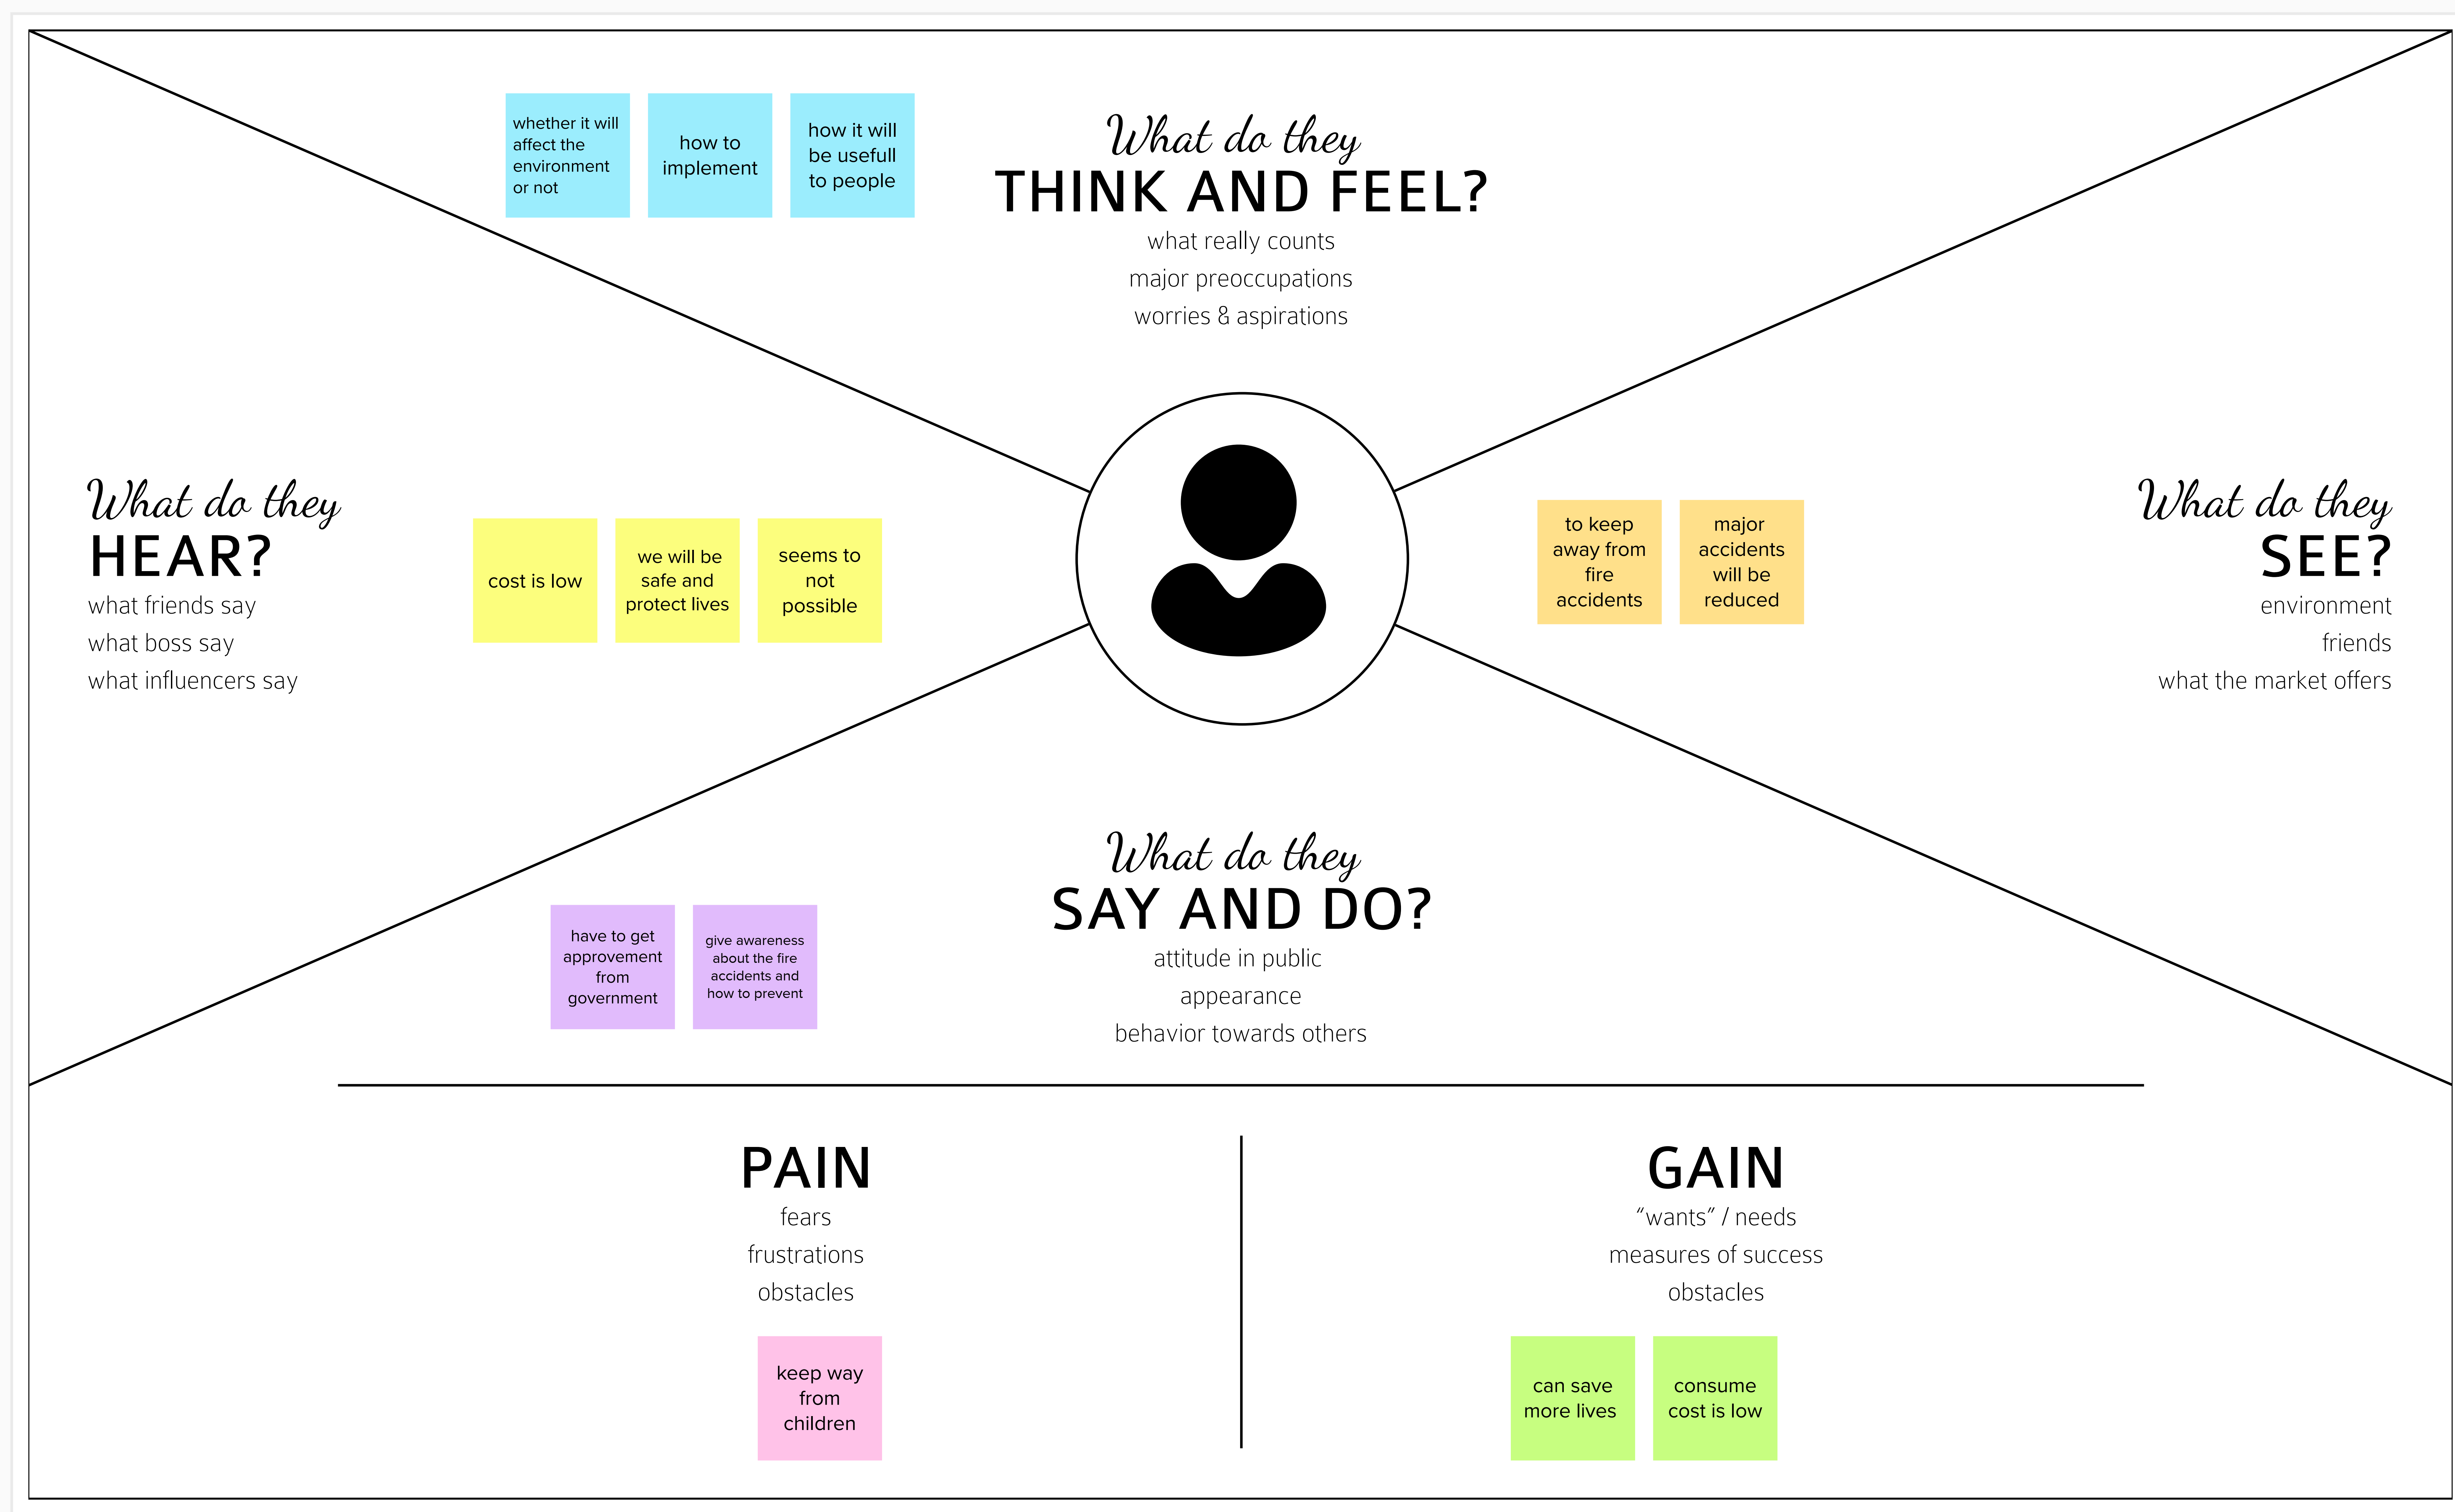 whether it will
affect the
environment
or not
how to
implement
how it will
be usefull
to people
What do they
THINK AND FEEL?
what really counts
major preoccupations
worries & aspirations
What do they
HEAR?
what friends say
what boss say
what influencers say
cost is low
we will be
safe and
protect lives
seems to
not
possible
to keep
away from
fire
accidents
major
accidents
will be
reduced
What do they
SEE?
environment
friends
what the market offers
have to get
approvement
from
government
give awareness
about the fire
accidents and
how to prevent
What do they
SAY AND DO?
attitude in public
appearance
behavior towards others
PAIN
fears
frustrations
obstacles
keep way
from
children
GAIN
“wants” / needs
measures of success
obstacles
can save
more lives
consume
cost is low